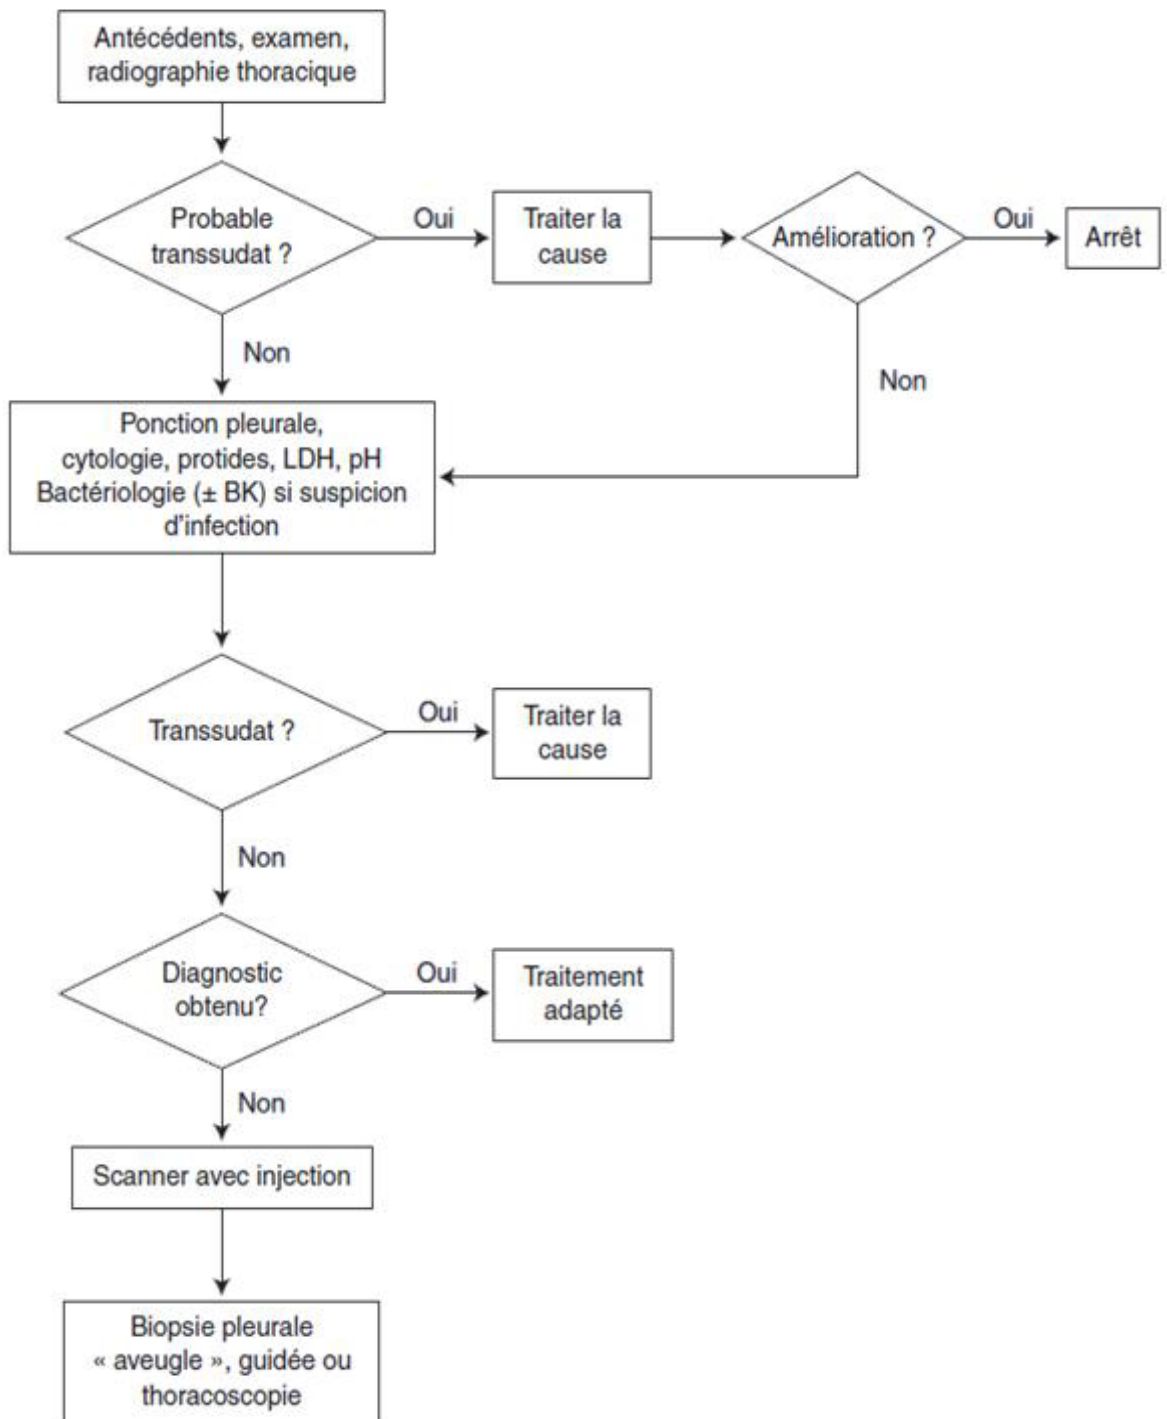 Antécédents, examen,
radiographie thoracique
Probable
transsudat ?
Oui
Traiter la
cause
Amélioration ?
Oui
Arrêt
Non
Non
Ponction pleurale,
cytologie, protides, LDH, pH
Bactériologie (± BK) si suspicion
d'infection
Transsudat ?
Oui
Traiter la
cause
Non
Diagnostic
obtenu?
Oui
Traitement
adapté
Non
Scanner avec injection
Biopsie pleurale
« aveugle », guidée ou
thoracoscopie